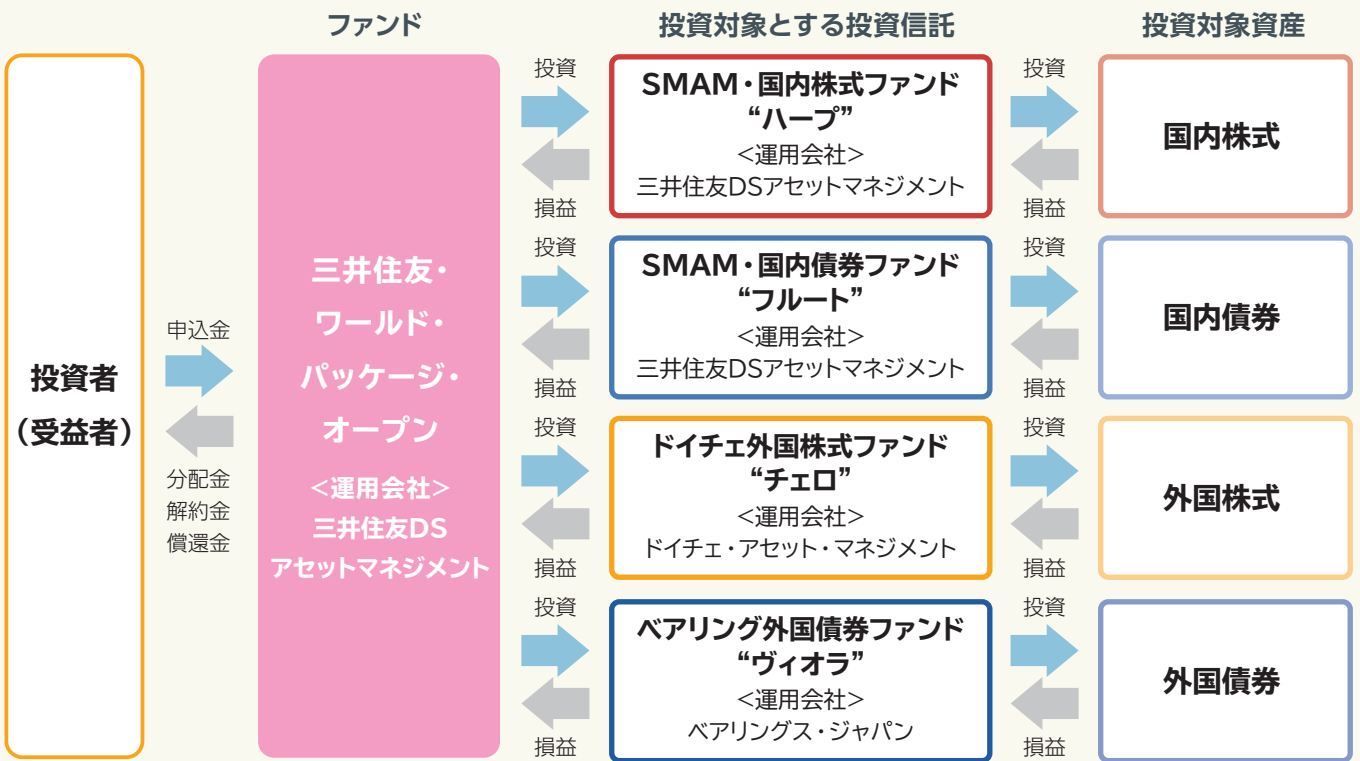 ファンド
投資対象とする投資信託
投資対象資産
投資者
（受益者）
申込金
分配金
解約金
償還金
三井住友・
ワールド・
パッケージ・
オープン
＜運用会社＞
三井住友DS
アセットマネジメント
投資
損益
SMAM・国内株式ファンド
“ハープ”
＜運用会社＞
三井住友DSアセットマネジメント
投資
損益
国内株式
投資
損益
SMAM・国内債券ファンド
“フルート”
＜運用会社＞
三井住友DSアセットマネジメント
投資
損益
国内債券
投資
損益
ドイチェ外国株式ファンド
“チェロ”
＜運用会社＞
ドイチェ・アセット・マネジメント
投資
損益
外国株式
投資
損益
ベアリング外国債券ファンド
“ヴィオラ”
＜運用会社＞
ベアリングス・ジャパン
投資
損益
外国債券